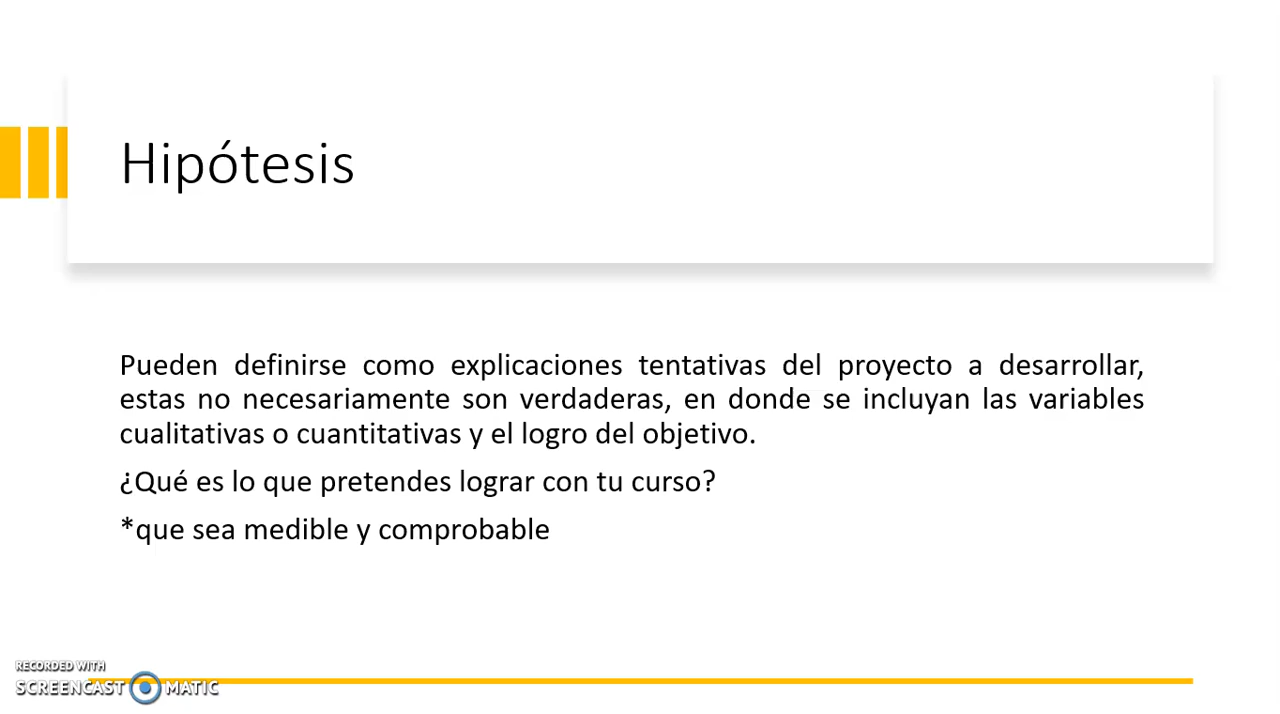 Hipótesis
Pueden definirse como explicaciones tentativas del proyecto a desarrollar,
estas no necesariamente son verdaderas, en donde se incluyan las variables
cualitativas o cuantitativas y el logro del objetivo.
¿Qué es lo que pretendes lograr con tu curso?
*que sea medible y comprobable
RECORDED WITH
SCREENCAST MATIC